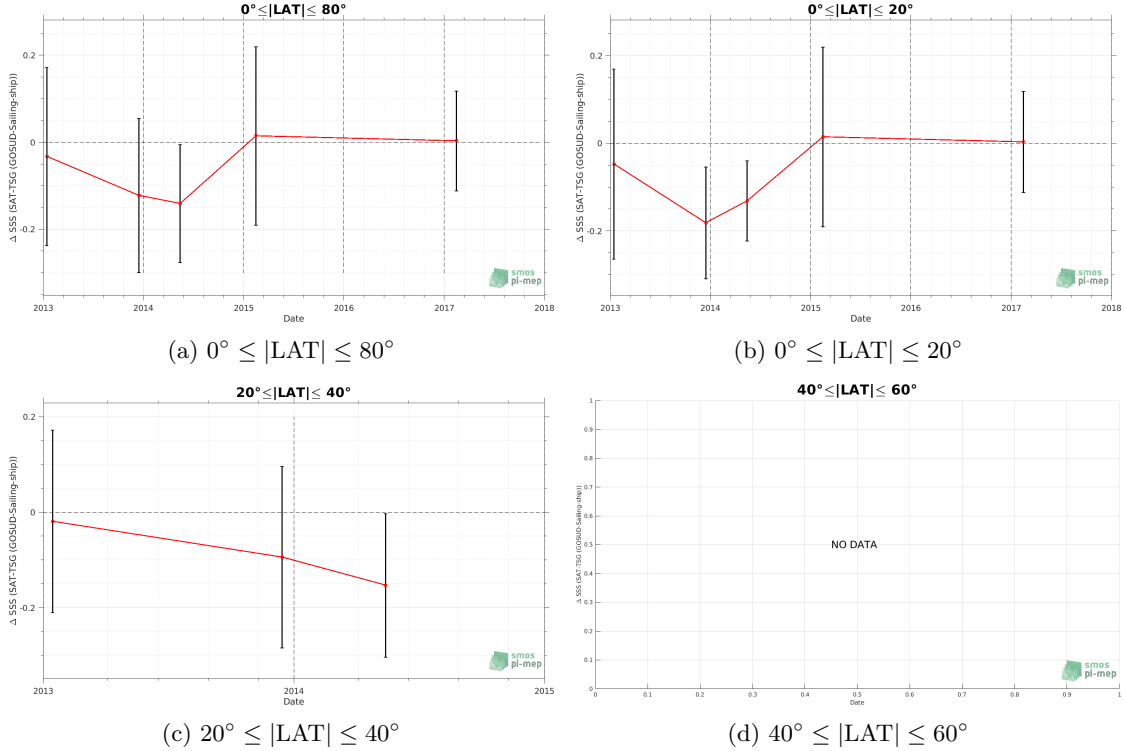 0°≤|LAT|≤ 80°
Δ SSS (SAT-TSG (GOSUD-Sailing-ship))
0.2
0
-0.2
smos
pi-mep
2013 2014 2015 2016 2017 2018
Date
(a) 0° ≤ |LAT| ≤ 80°
0°≤|LAT|≤ 20°
Δ SSS (SAT-TSG (GOSUD-Sailing-ship))
0.2
0
-0.2
smos
pi-mep
2013 2014 2015 2016 2017 2018
Date
(b) 0° ≤ |LAT| ≤ 20°
20°≤|LAT|≤ 40°
Δ SSS (SAT-TSG (GOSUD-Sailing-ship))
0.2
0
-0.2
smos
pi-mep
2013 2014 2015
Date
(c) 20° ≤ |LAT| ≤ 40°
40°≤|LAT|≤ 60°
Δ SSS (SAT-TSG (GOSUD-Sailing-ship))
1
0.9
0.8
0.7
0.6
0.5
0.4
0.3
0.2
0.1
0
NO DATA
smos
pi-mep
0 0.1 0.2 0.3 0.4 0.5 0.6 0.7 0.8 0.9 1
Date
(d) 40° ≤ |LAT| ≤ 60°